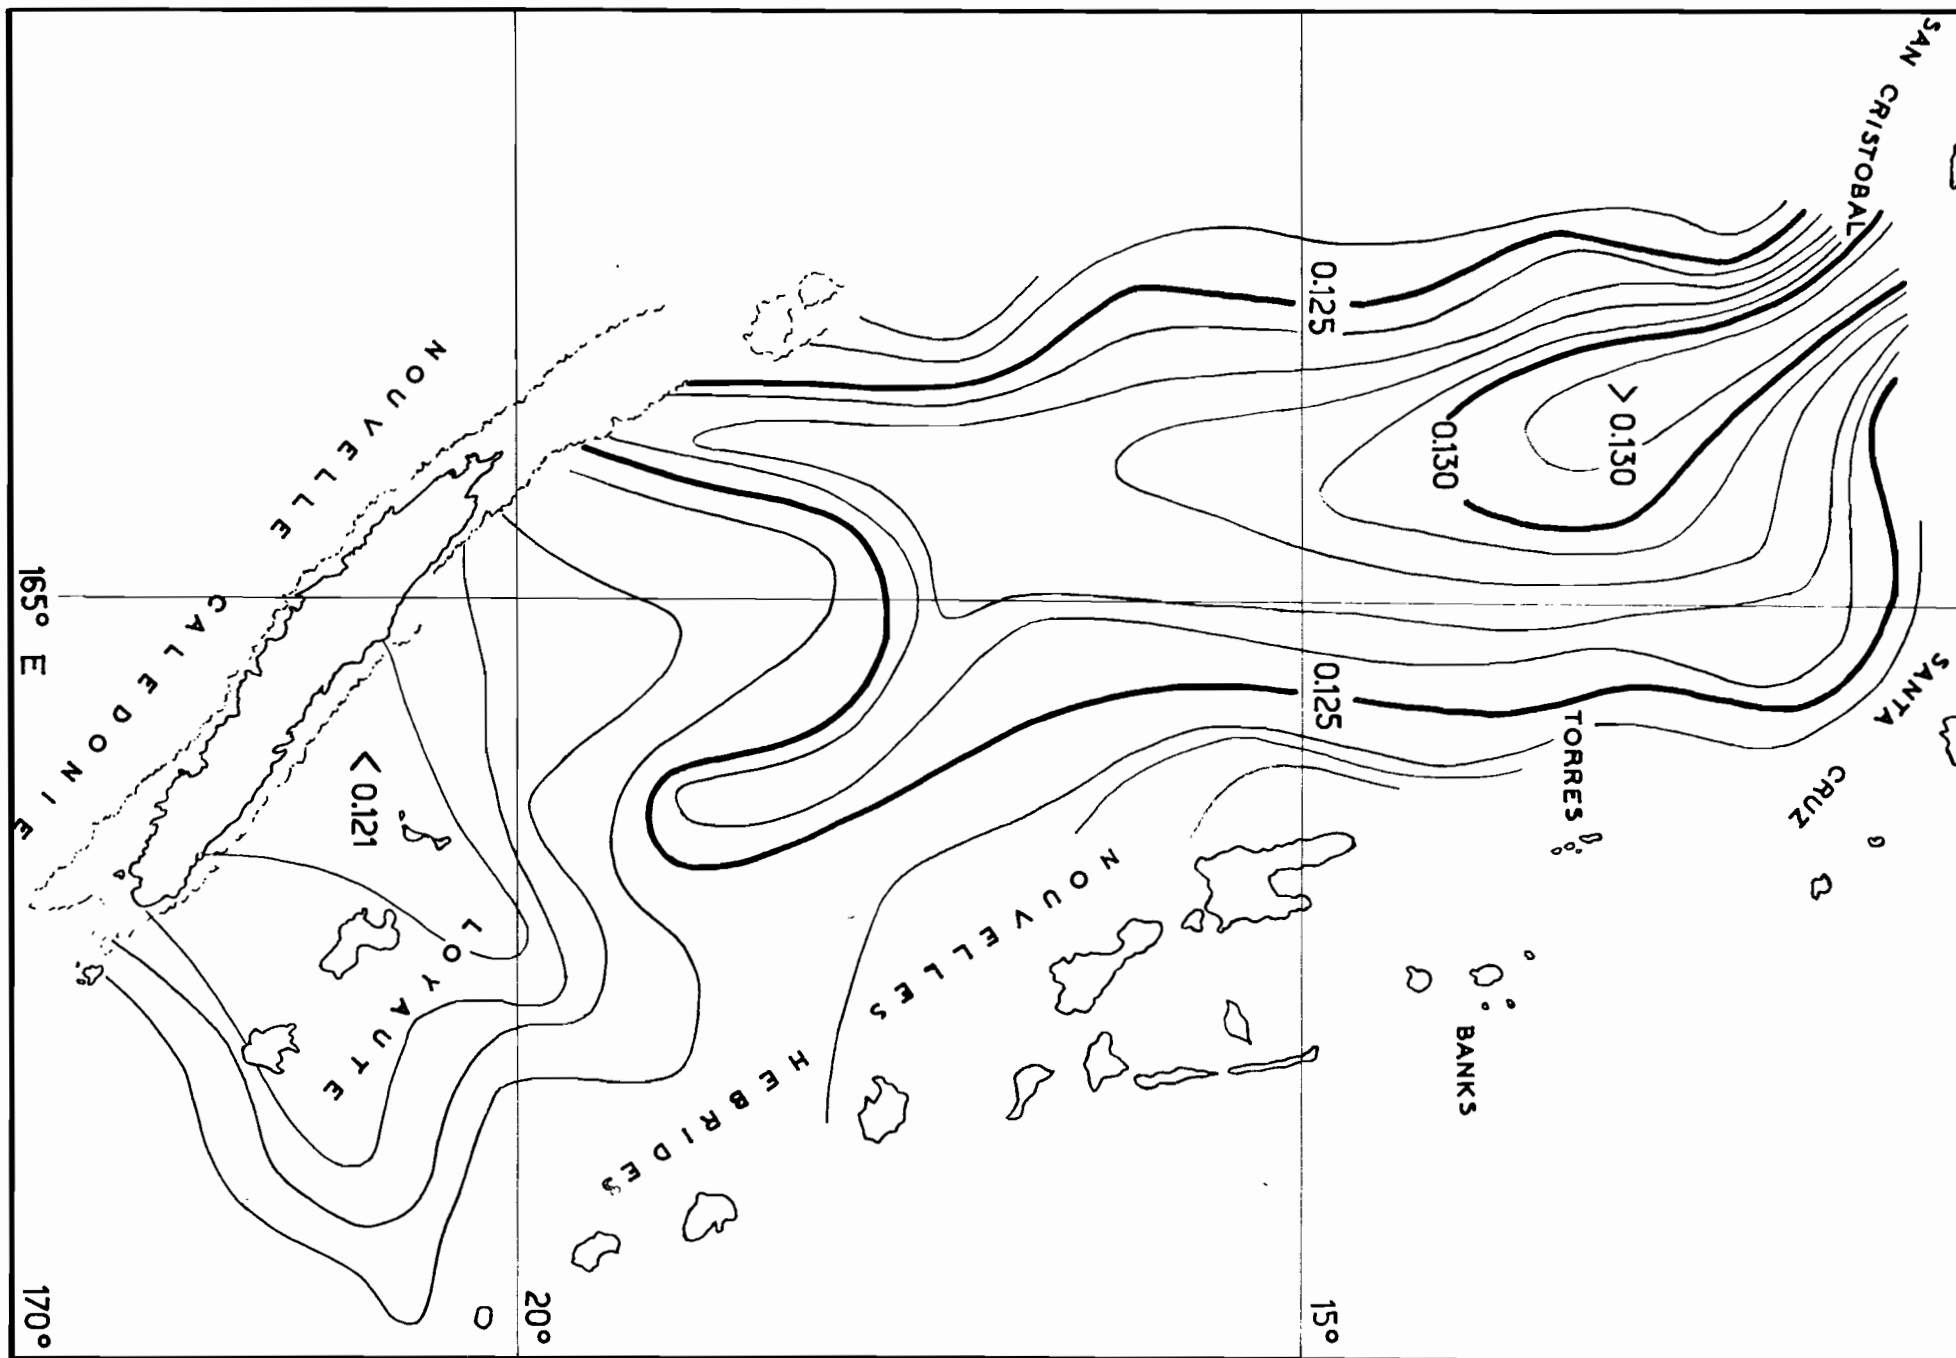 SAN CRISTOBAL
SANTA CRUZ
0.125
> 0.130
0.130
0.125
TORRES
BANKS
15°
NOUVELLES HEBRIDES
NOUVELLE CALEDONIE
< 0.121
LOYAUTE
20°
165° E
170°